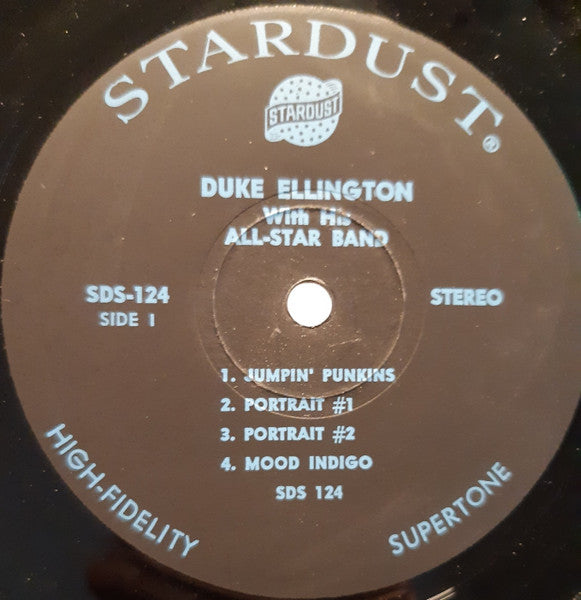 STARDUST®
STARDUST
DUKE ELLINGTON
With His
ALL-STAR BAND
SDS-124
SIDE 1
STEREO
1. JUMPIN' PUNKINS
2. PORTRAIT #1
3. PORTRAIT #2
4. MOOD INDIGO
SDS 124
HIGH-FIDELITY
SUPERTONE